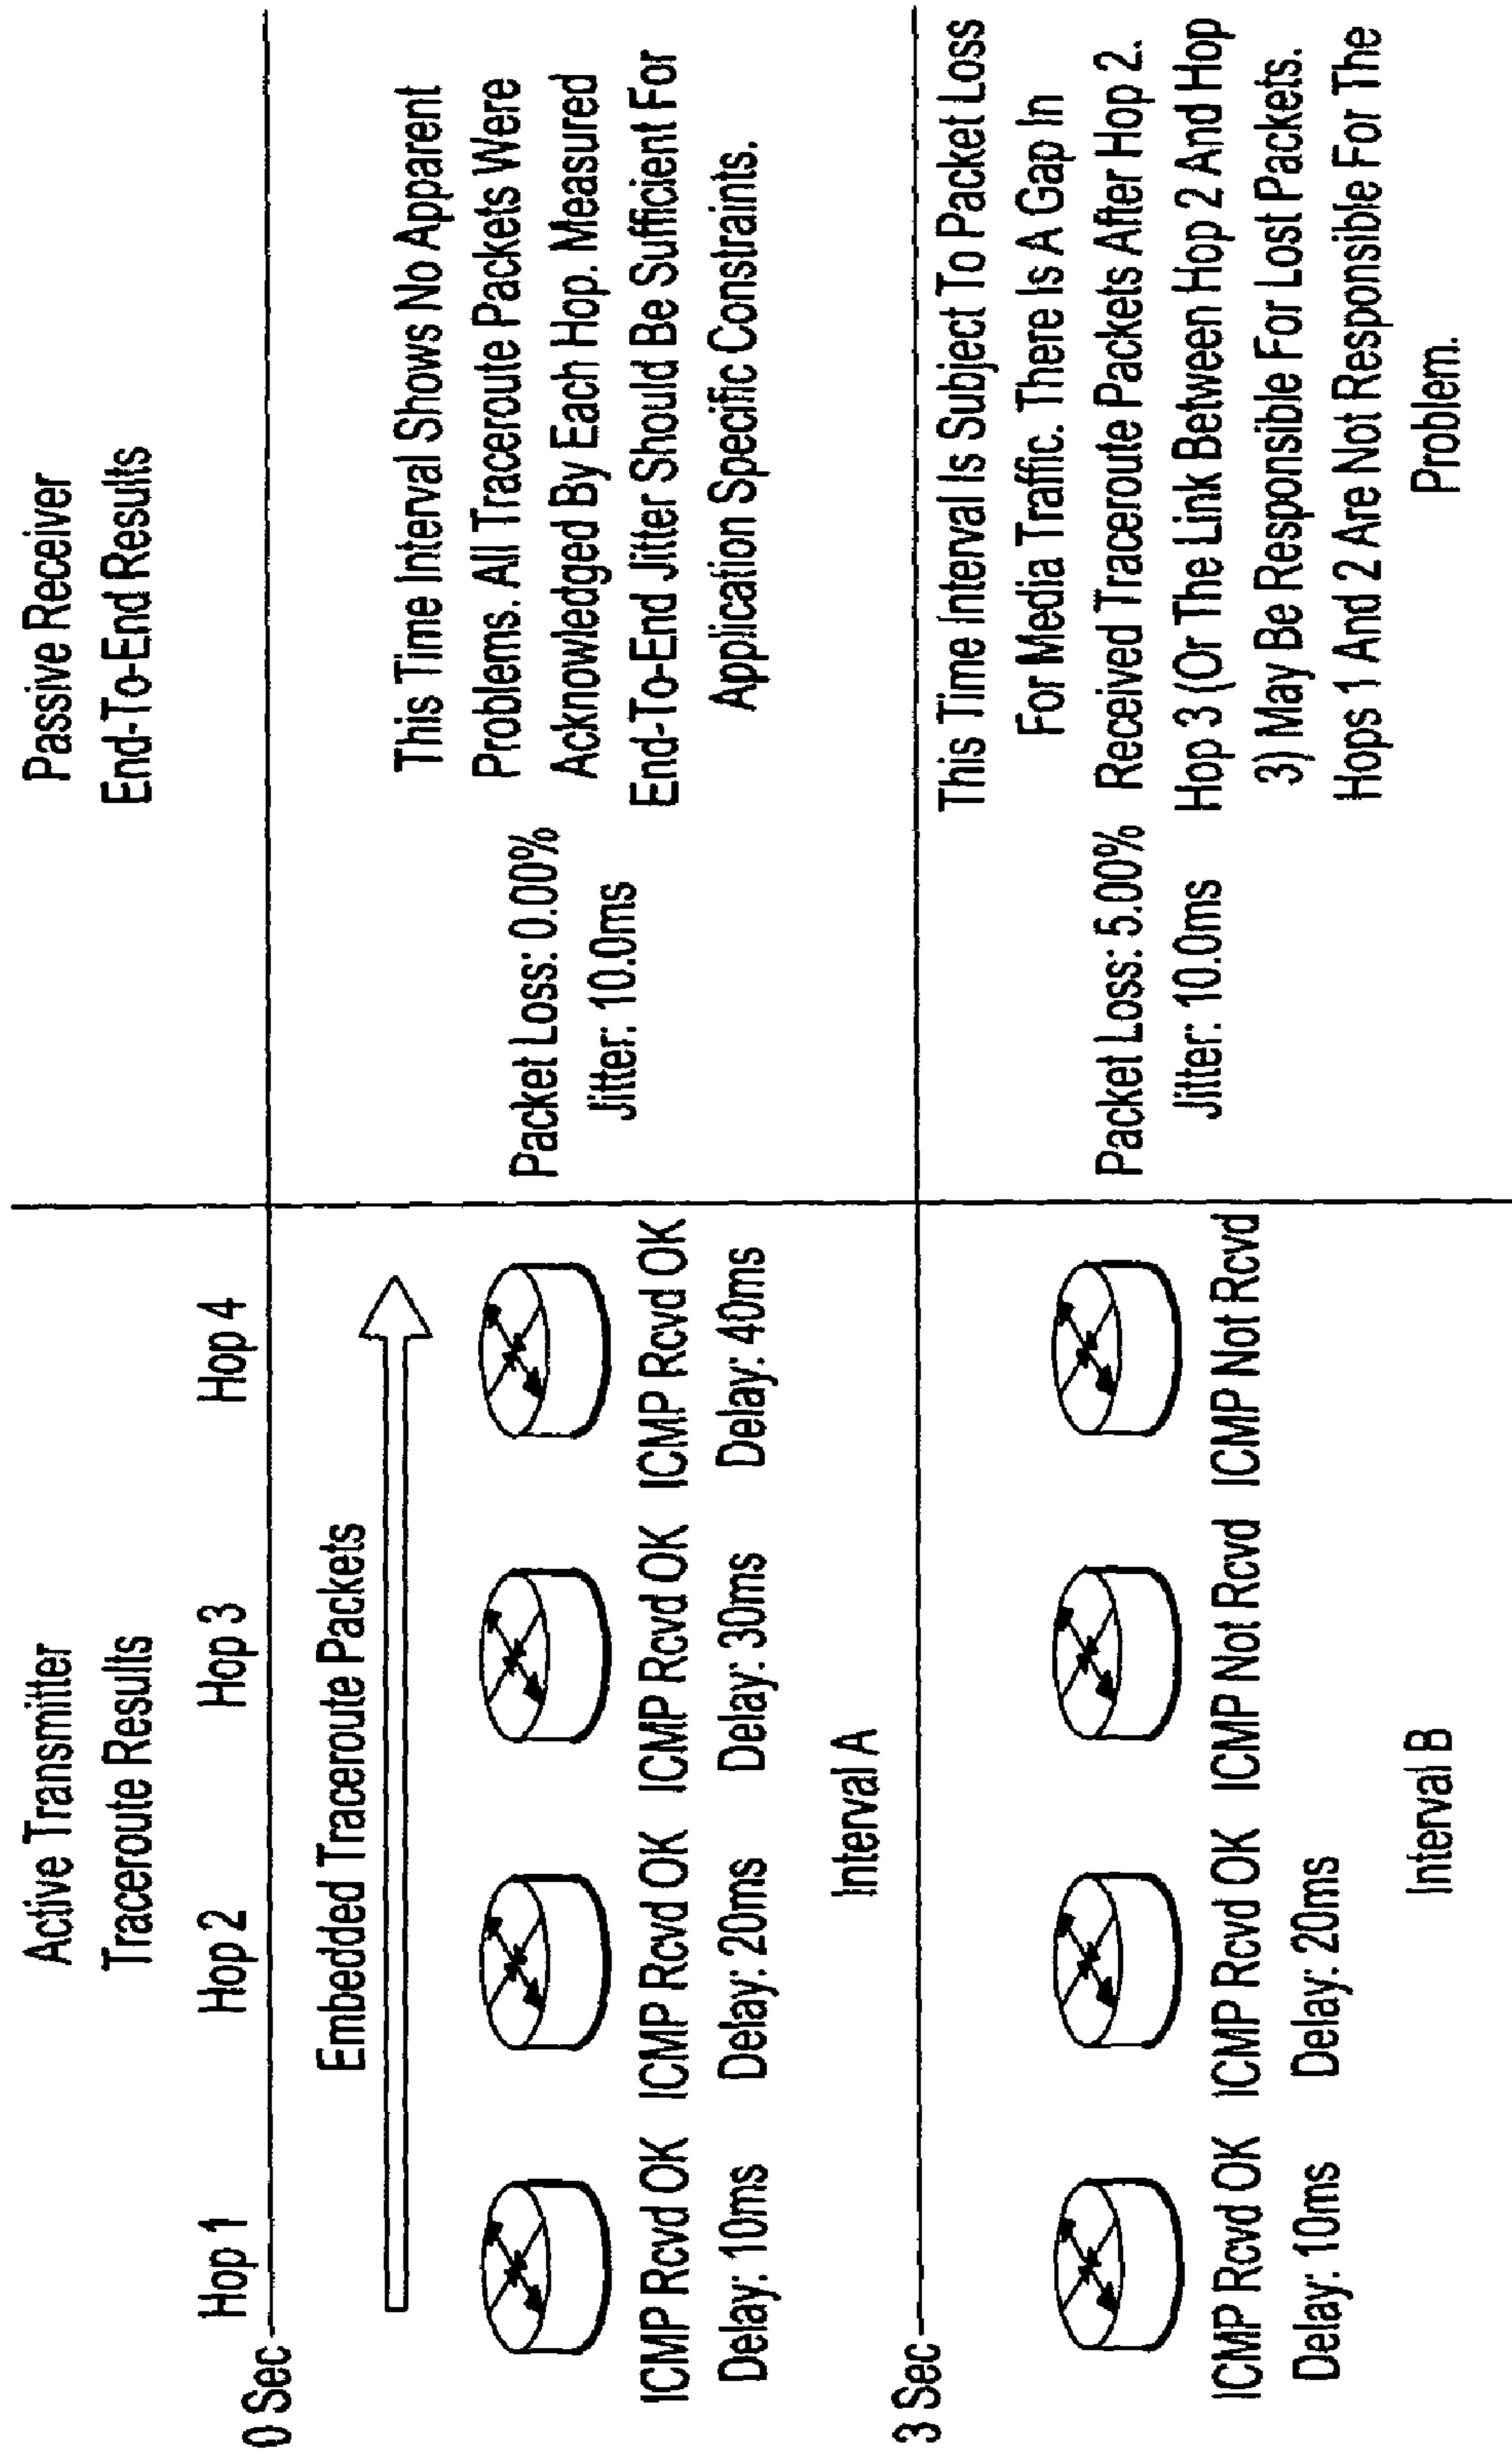 Active Transmitter
Traceroute Results
Passive Receiver
End-To-End Results
Hop 1
Hop 2
Hop 3
Hop 4
0 Sec
Embedded Traceroute Packets
ICMP Rcvd OK
Delay: 10ms
ICMP Rcvd OK
Delay: 20ms
ICMP Rcvd OK
Delay: 30ms
ICMP Rcvd OK
Delay: 40ms
Interval A
Packet Loss: 0.00%
Jitter: 10.0ms
This Time Interval Shows No Apparent
Problems. All Traceroute Packets Were
Acknowledged By Each Hop. Measured
End-To-End Jitter Should Be Sufficient For
Application Specific Constraints.
3 Sec
ICMP Rcvd OK
Delay: 10ms
ICMP Rcvd OK
Delay: 20ms
ICMP Not Rcvd
ICMP Not Rcvd
Interval B
Packet Loss: 5.00%
Jitter: 10.0ms
This Time Interval Is Subject To Packet Loss
For Media Traffic. There Is A Gap In
Received Traceroute Packets After Hop 2.
Hop 3 (Or The Link Between Hop 2 And Hop
3) May Be Responsible For Lost Packets.
Hops 1 And 2 Are Not Responsible For The
Problem.